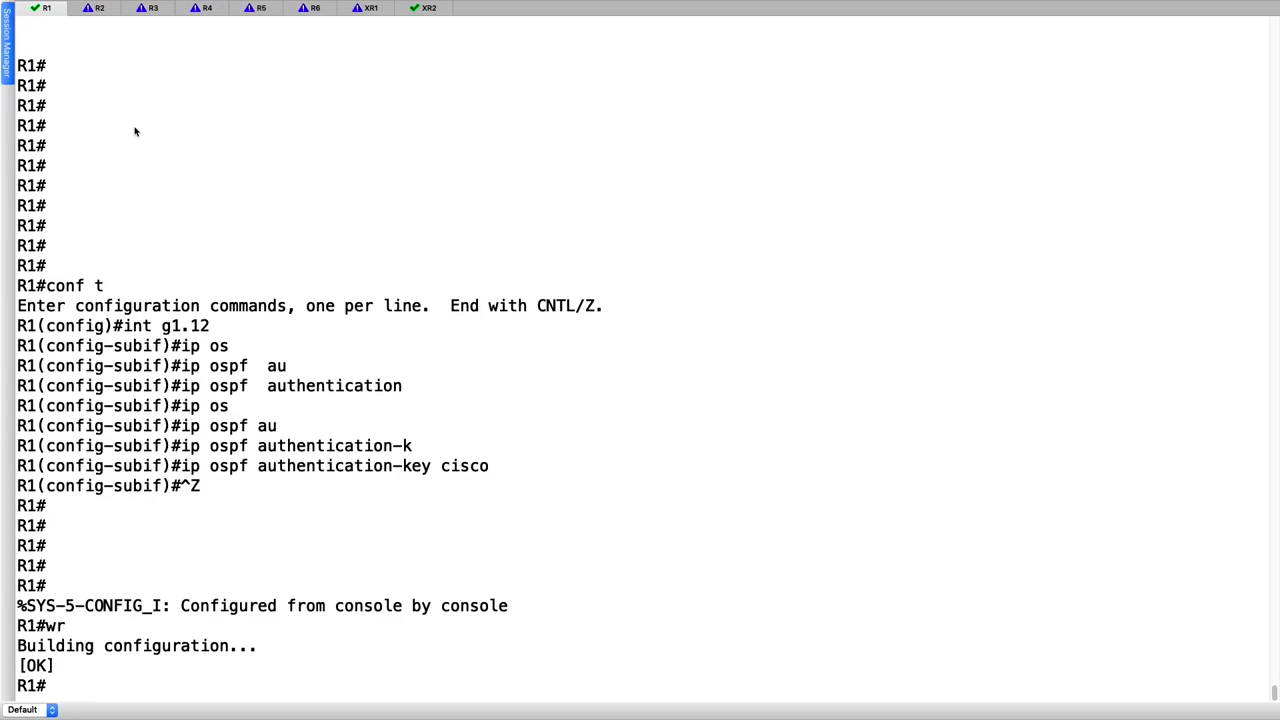 R1 R2 R3 R4 R5 R6 XR1 XR2
Session Manager
R1#
R1#
R1#
R1#
R1#
R1#
R1#
R1#
R1#
R1#
R1#
R1#conf t
Enter configuration commands, one per line.  End with CNTL/Z.
R1(config)#int g1.12
R1(config-subif)#ip os
R1(config-subif)#ip ospf  au
R1(config-subif)#ip ospf  authentication
R1(config-subif)#ip os
R1(config-subif)#ip ospf au
R1(config-subif)#ip ospf authentication-k
R1(config-subif)#ip ospf authentication-key cisco
R1(config-subif)#^Z
R1#
R1#
R1#
R1#
R1#
%SYS-5-CONFIG_I: Configured from console by console
R1#wr
Building configuration...
[OK]
R1#
Default